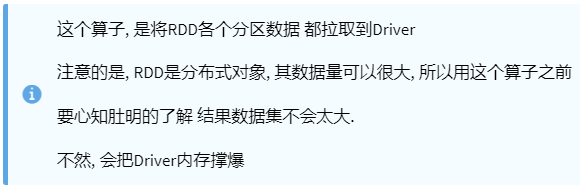 这个算子, 是将RDD各个分区数据 都拉取到Driver
注意的是, RDD是分布式对象, 其数据量可以很大, 所以用这个算子之前
要心知肚明的了解 结果数据集不会太大.
不然, 会把Driver内存撑爆